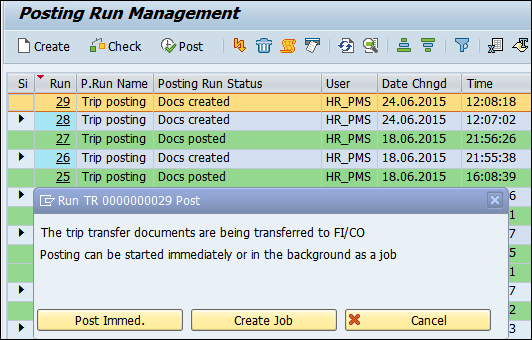 Posting Run Management
Create Check Post
Si Run P.Run Name Posting Run Status User Date Chngd Time
29 Trip posting Docs created HR_PMS 24.06.2015 12:08:18
28 Trip posting Docs created HR_PMS 24.06.2015 12:07:02
27 Trip posting Docs posted HR_PMS 18.06.2015 21:56:26
26 Trip posting Docs created HR_PMS 18.06.2015 21:55:38
25 Trip posting Docs posted HR_PMS 18.06.2015 16:08:39
Run TR 0000000029 Post
The trip transfer documents are being transferred to FI/CO
Posting can be started immediately or in the background as a job
Post Immed. Create Job Cancel